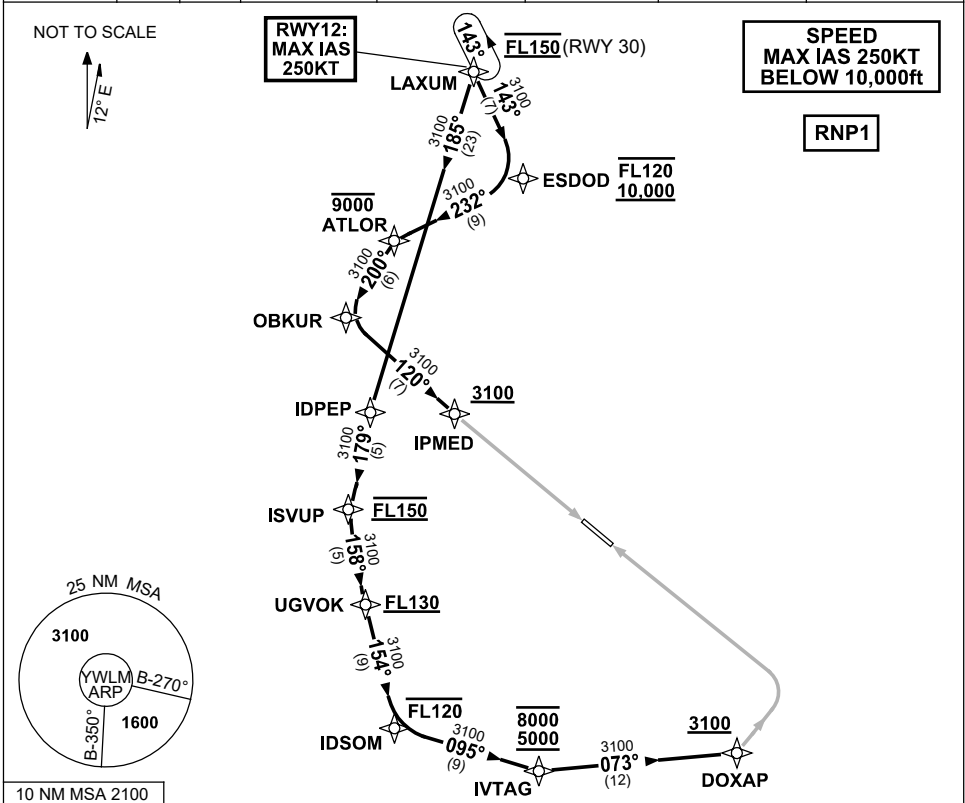 NOT TO SCALE
12° E
RWY12:
MAX IAS
250KT
143°
FL150 (RWY 30)
LAXUM
SPEED
MAX IAS 250KT
BELOW 10,000ft
RNP1
3100
143°
(7)
3100
185°
(23)
ESDOD
FL120
10,000
3100
232°
(9)
9000
ATLOR
3100
200°
(6)
OBKUR
3100
120°
(7)
3100
IPMED
IDPEP
3100
179°
(5)
ISVUP
FL150
3100
158°
(5)
UGVOK
FL130
3100
154°
(9)
FL120
IDSOM
3100
095°
(9)
8000
5000
IVTAG
3100
073°
(12)
3100
DOXAP
25 NM MSA
3100
YWLM
ARP
B-270°
B-350°
1600
10 NM MSA 2100